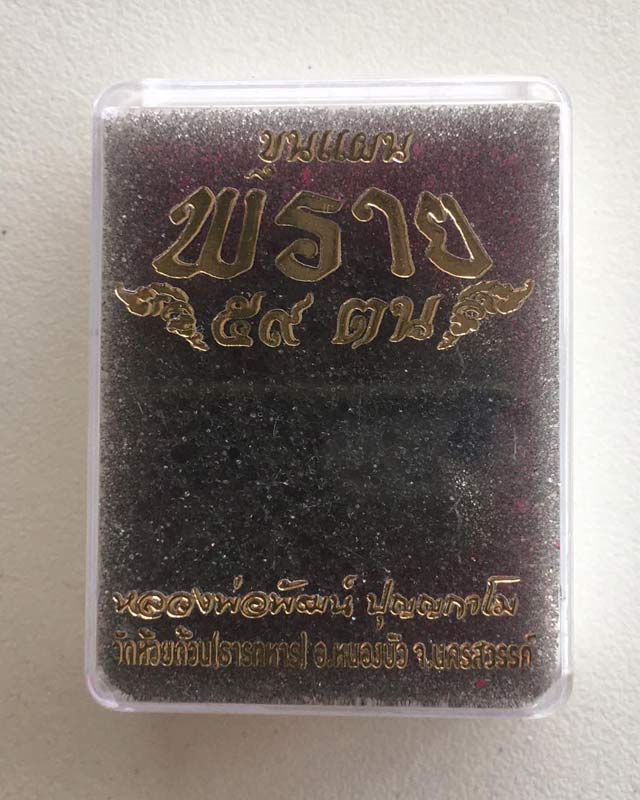 ขุนแผน
พราย
๕๙ ตน
หลวงพ่อพัฒน์ ปุญญกาโม
วัดห้วยด้วน(ธารทหาร) อ.หนองบัว จ.นครสวรรค์